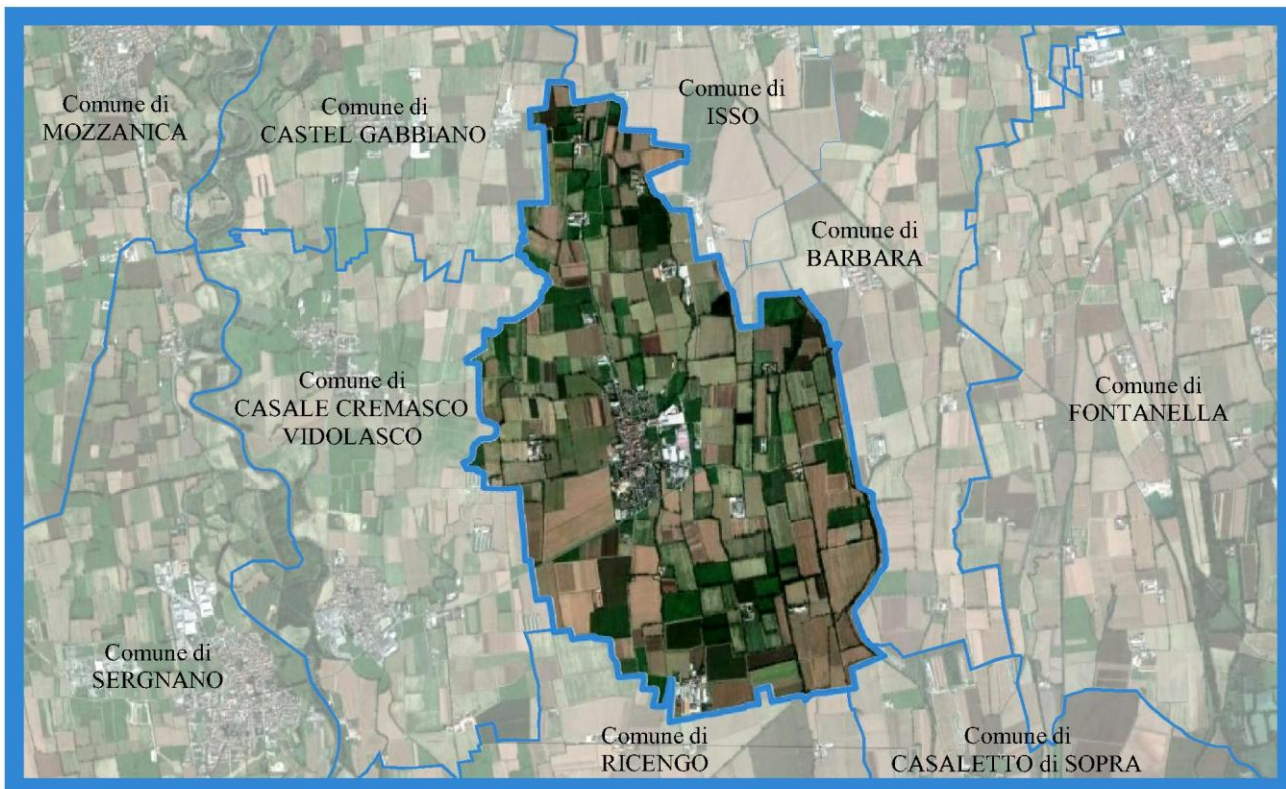 Comune di
MOZZANICA
Comune di
CASTEL GABBIANO
Comune di
ISSO
Comune di
BARBARA
Comune di
CASALE CREMASCO
VIDOLASCO
Comune di
FONTANELLA
Comune di
SERGNANO
Comune di
RICENGO
Comune di
CASALETTO di SOPRA